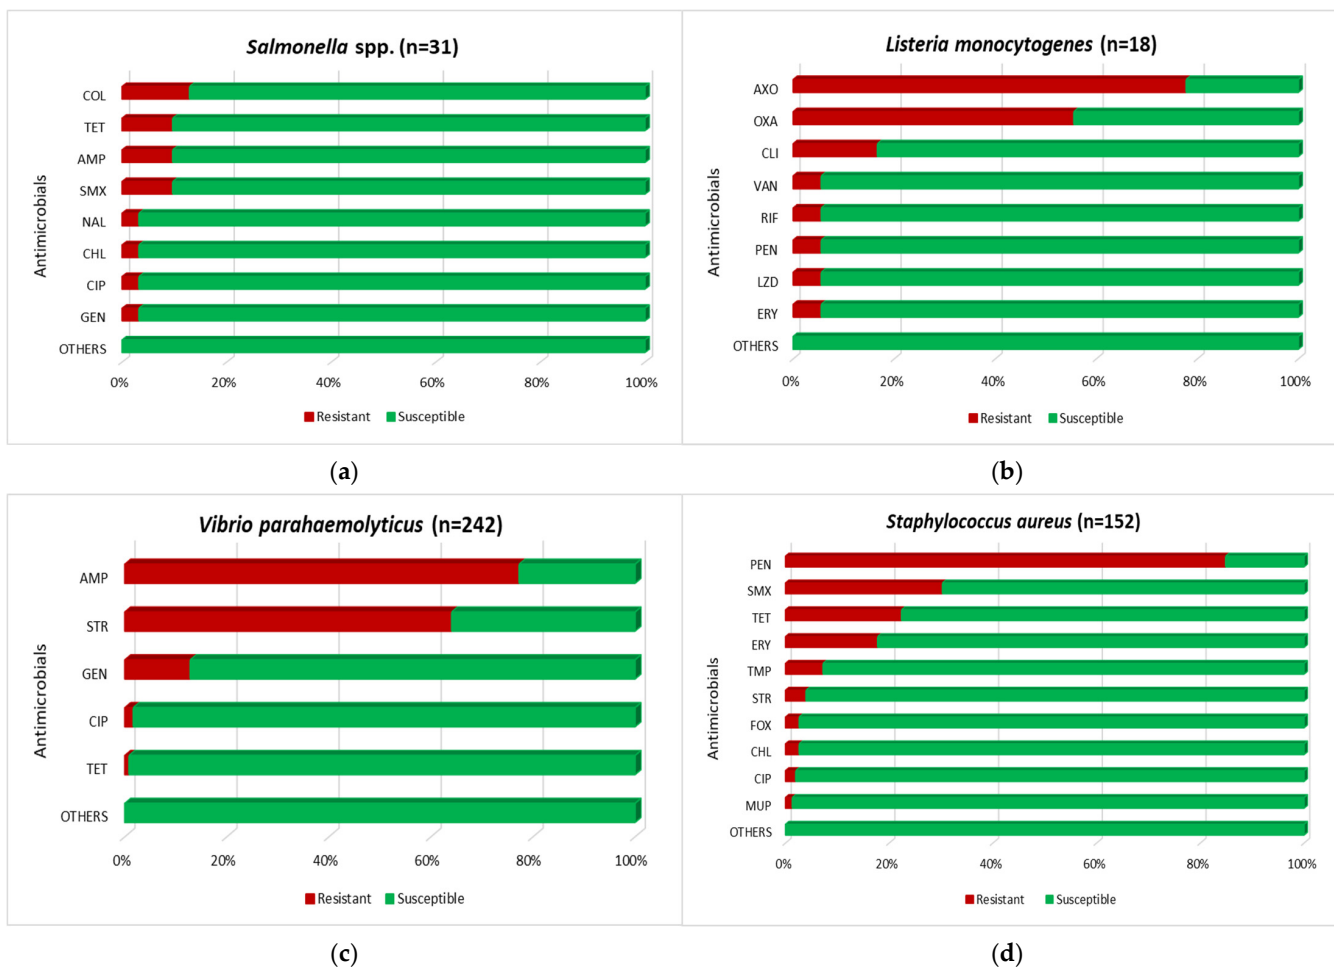 Salmonella spp. (n=31)
Antimicrobials
COL
TET
AMP
SMX
NAL
CHL
CIP
GEN
OTHERS
0% 20% 40% 60% 80% 100%
Resistant Susceptible
(a)
Listeria monocytogenes (n=18)
Antimicrobials
AXO
OXA
CLI
VAN
RIF
PEN
LZD
ERY
OTHERS
0% 20% 40% 60% 80% 100%
Resistant Susceptible
(b)
Vibrio parahaemolyticus (n=242)
Antimicrobials
AMP
STR
GEN
CIP
TET
OTHERS
0% 20% 40% 60% 80% 100%
Resistant Susceptible
(c)
Staphylococcus aureus (n=152)
Antimicrobials
PEN
SMX
TET
ERY
TMP
STR
FOX
CHL
CIP
MUP
OTHERS
0% 20% 40% 60% 80% 100%
Resistant Susceptible
(d)